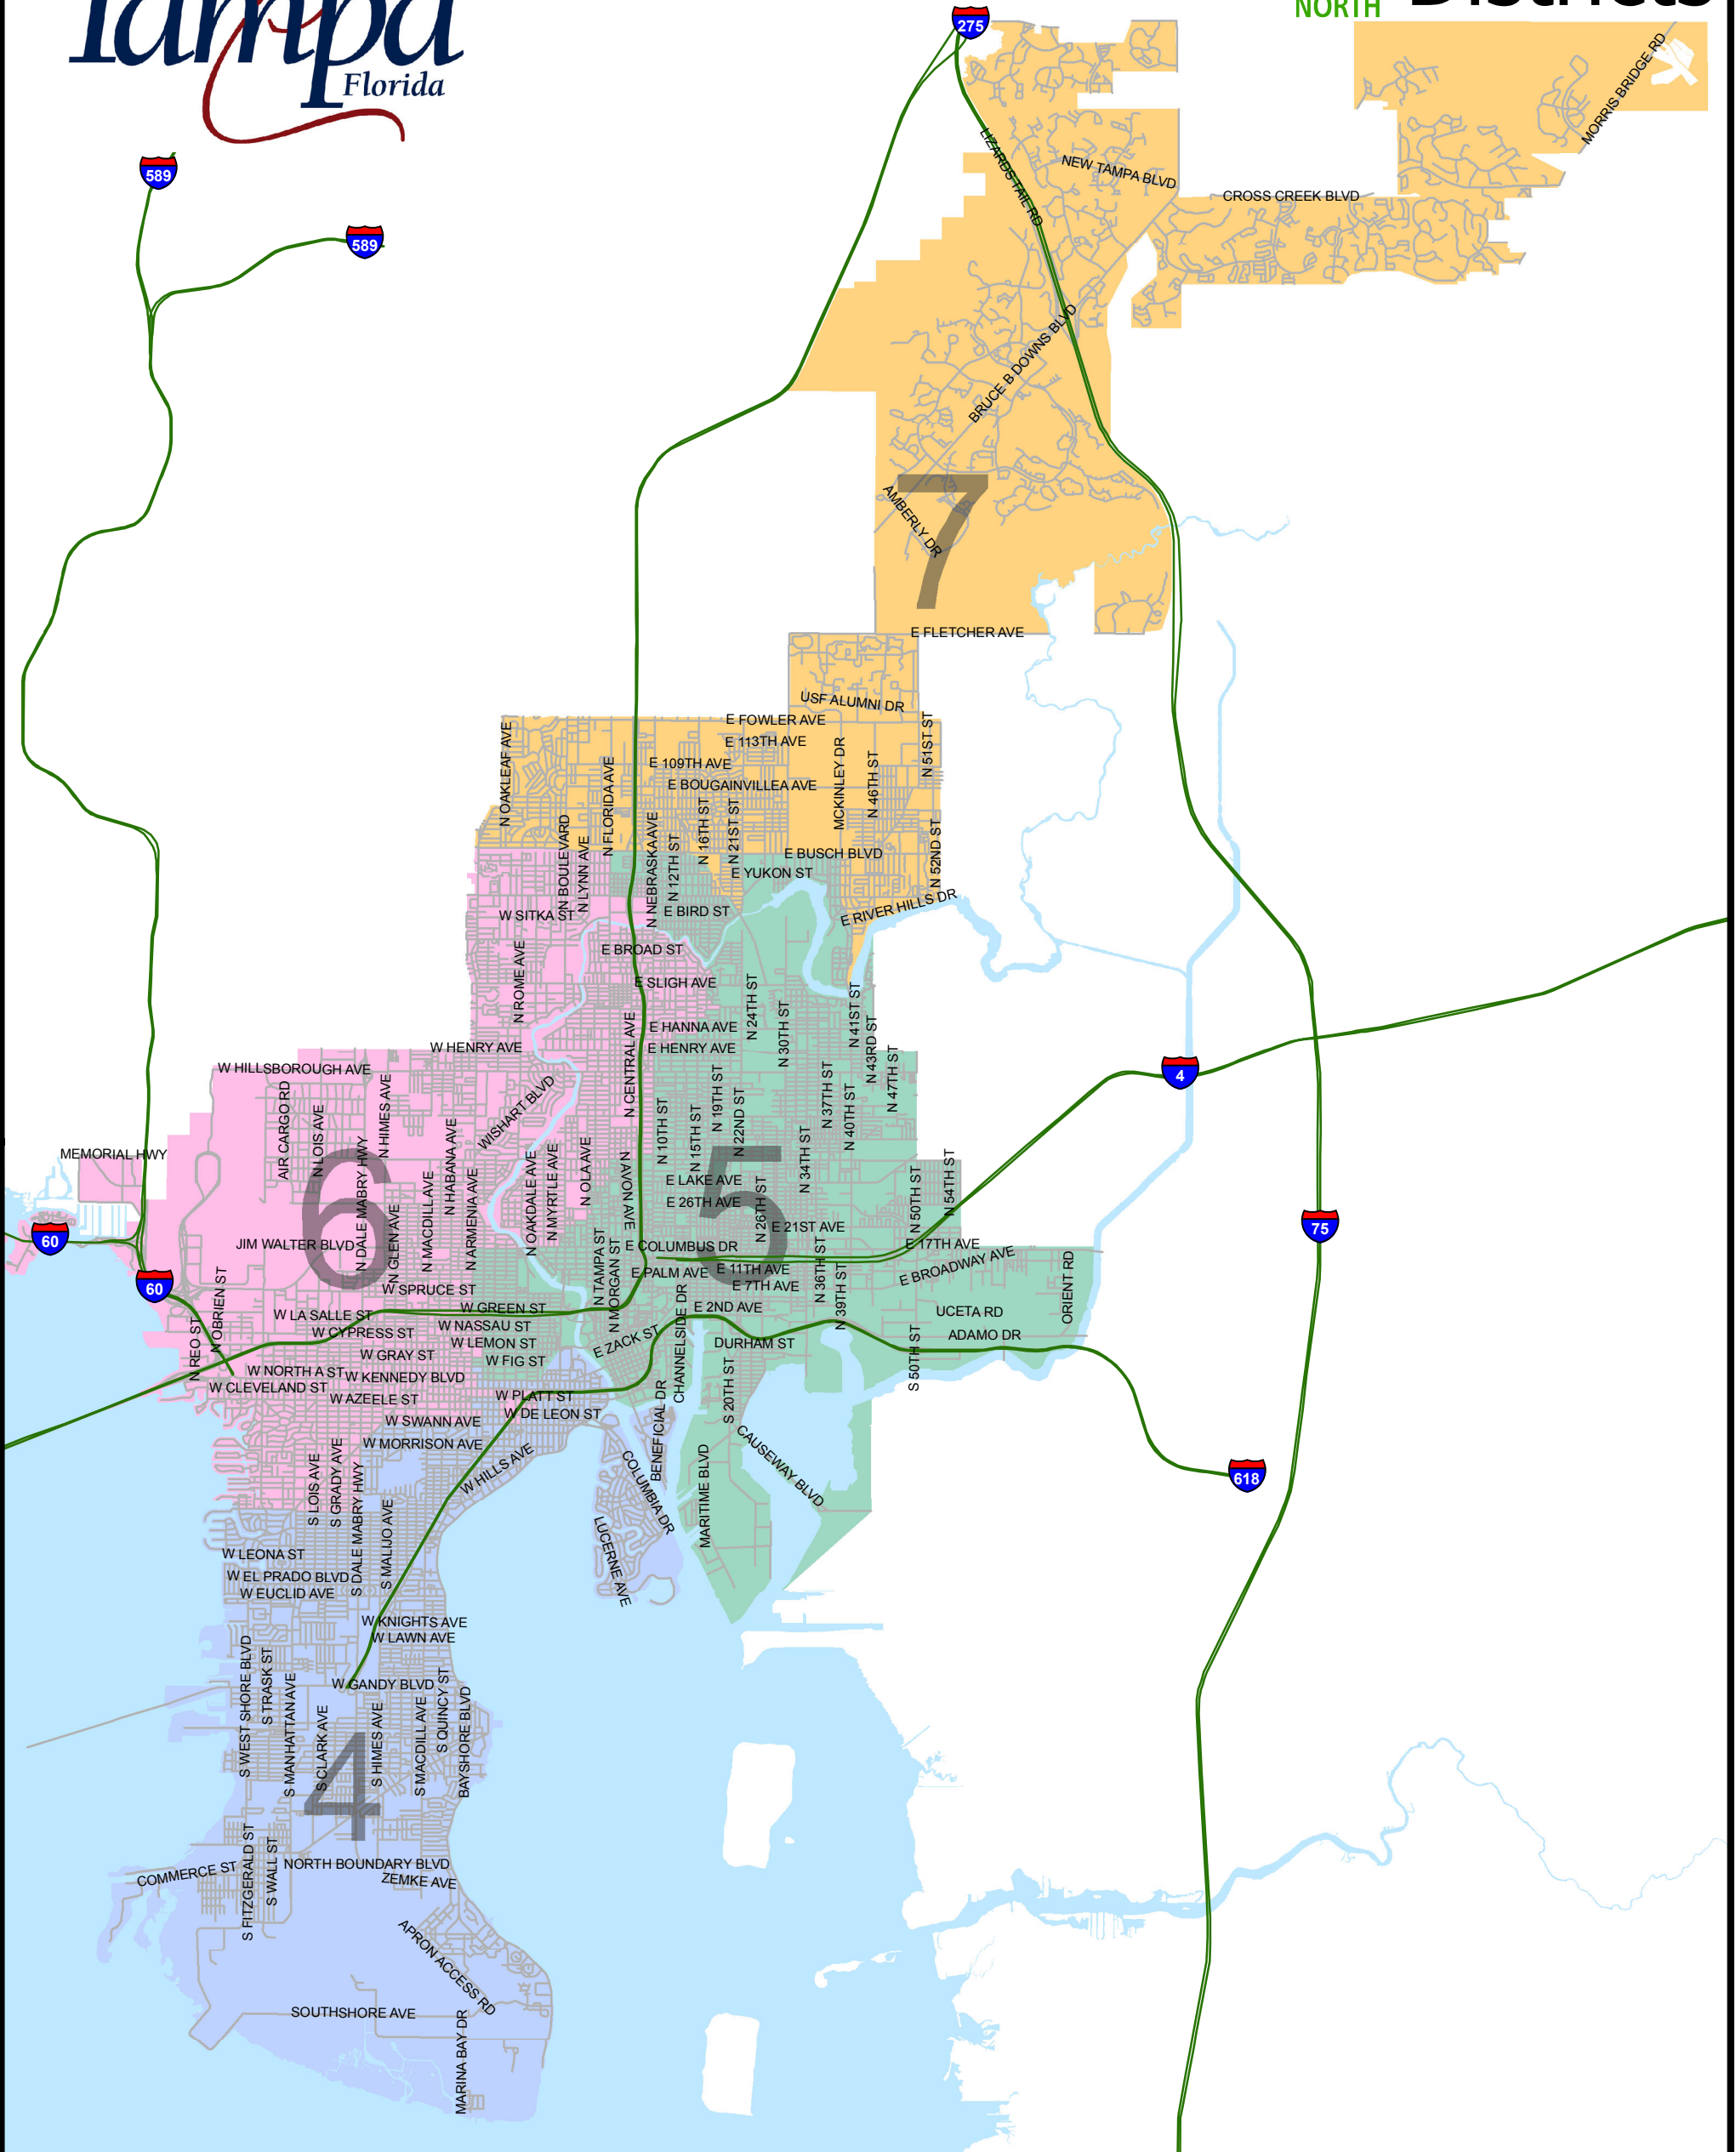 Tampa
Florida
NORTH
Districts
275
589
589
MORRIS BRIDGE RD
LIZARDS TAIL RD
NEW TAMPA BLVD
CROSS CREEK BLVD
BRUCE B DOWNS BLVD
7
AMBERLY DR
E FLETCHER AVE
USF ALUMNI DR
E FOWLER AVE
N OAKLEAF AVE
E 113TH AVE
N 51ST ST
E 109TH AVE
MCKINLEY DR
N 46TH ST
N FLORIDA AVE
E BOUGAINVILLEA AVE
N BOULEVARD
N LYNN AVE
N NEBRASKA AVE
N 12TH ST
N 16TH ST
N 21ST ST
E BUSCH BLVD
N 52ND ST
E YUKON ST
W SITKA ST
E BIRD ST
E RIVER HILLS DR
N ROME AVE
E BROAD ST
E SLIGH AVE
N 24TH ST
N 30TH ST
N 41ST ST
N 43RD ST
N CENTRAL AVE
E HANNA AVE
W HENRY AVE
E HENRY AVE
W HILLSBOROUGH AVE
AIR CARGO RD
N LOIS AVE
N HIMES AVE
WISHART BLVD
N 10TH ST
N 15TH ST
N 19TH ST
N 22ND ST
N 37TH ST
N 40TH ST
N 47TH ST
4
MEMORIAL HWY
6
N DALE MABRY HWY
N HABANA AVE
N MACDILL AVE
N ARMENIA AVE
N GLEN AVE
N OAKDALE AVE
N MYRTLE AVE
N OLA AVE
N AVON AVE
5
N 34TH ST
E LAKE AVE
E 26TH AVE
N 26TH ST
N 50TH ST
N 54TH ST
E 21ST AVE
60
75
JIM WALTER BLVD
N TAMPA ST
N MORGAN ST
E COLUMBUS DR
E 17TH AVE
E BROADWAY AVE
ORIENT RD
60
N OBRIEN ST
W SPRUCE ST
E PALM AVE
E 11TH AVE
E 7TH AVE
N 36TH ST
N 39TH ST
W LA SALLE ST
W GREEN ST
CHANNELSIDE DR
E 2ND AVE
UCETA RD
N REO ST
W CYPRESS ST
W NASSAU ST
E ZACK ST
DURHAM ST
ADAMO DR
W LEMON ST
W GRAY ST
W FIG ST
S 50TH ST
W NORTH A ST
W KENNEDY BLVD
W CLEVELAND ST
W AZEELE ST
W PLATT ST
S 20TH ST
W DE LEON ST
W SWANN AVE
BENEFICIAL DR
W MORRISON AVE
CAUSEWAY BLVD
S LOIS AVE
S GRADY AVE
S DALE MABRY HWY
W HILLS AVE
COLUMBIA DR
MARITIME BLVD
618
S MALIJO AVE
LUCERNE AVE
W LEONA ST
W EL PRADO BLVD
W EUCLID AVE
W KNIGHTS AVE
W LAWN AVE
S WEST SHORE BLVD
S TRASK ST
S MANHATTAN AVE
W GANDY BLVD
S CLARK AVE
S HIMES AVE
S MACDILL AVE
S QUINCY ST
BAYSHORE BLVD
4
COMMERCE ST
S FITZGERALD ST
S WALL ST
NORTH BOUNDARY BLVD
ZEMKE AVE
APRON ACCESS RD
SOUTHSHORE AVE
MARINA BAY DR